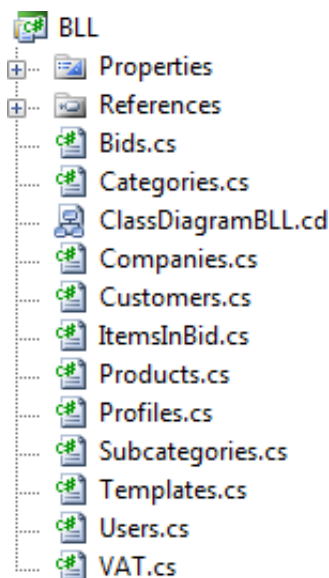 BLL
Properties
References
Bids.cs
Categories.cs
ClassDiagramBLL.cd
Companies.cs
Customers.cs
ItemsInBid.cs
Products.cs
Profiles.cs
Subcategories.cs
Templates.cs
Users.cs
VAT.cs